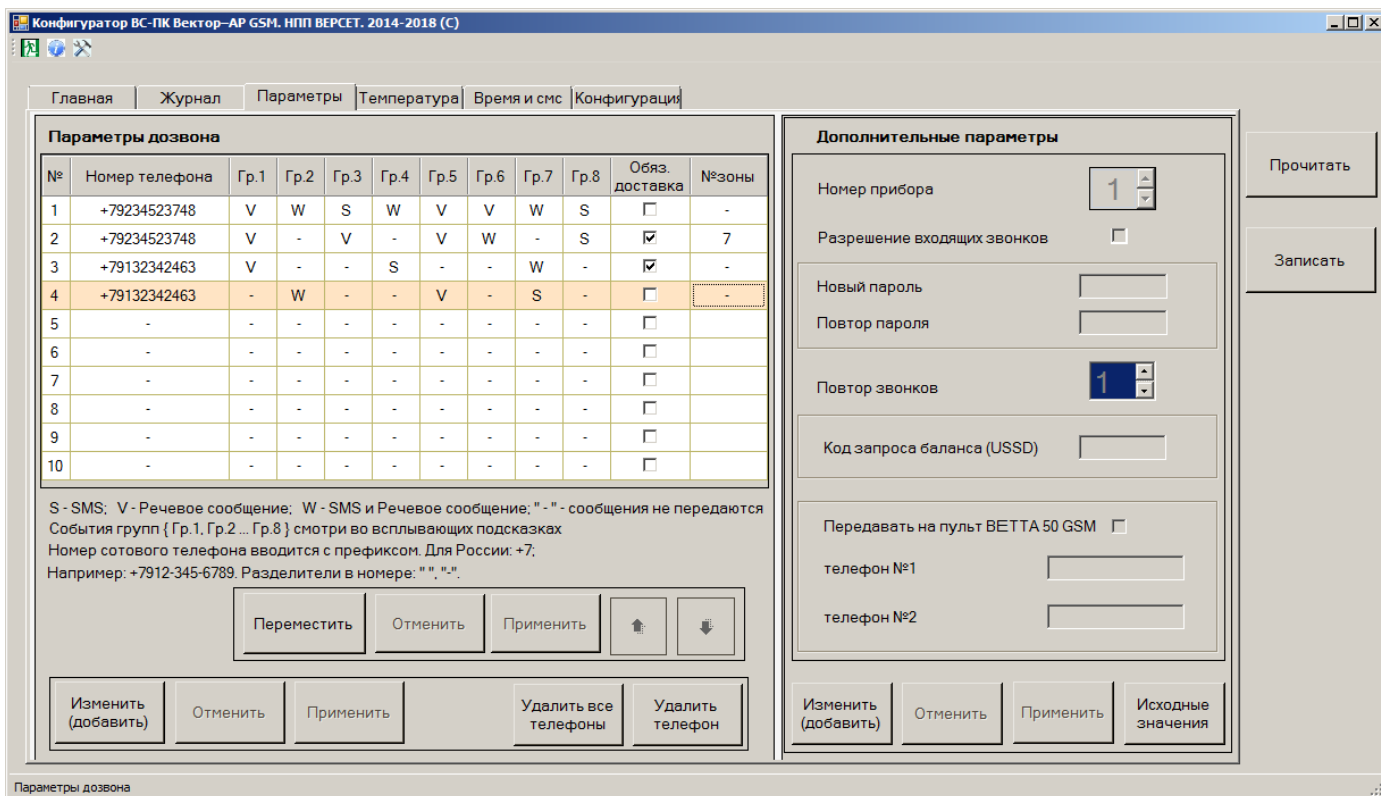 Конфигуратор ВС-ПК Вектор–АР GSM. НПП ВЕРСЕТ. 2014-2018 (C)
Главная Журнал Параметры Температура Время и смс Конфигурация
Параметры дозвона
№ Номер телефона Гр.1 Гр.2 Гр.3 Гр.4 Гр.5 Гр.6 Гр.7 Гр.8 Обяз. доставка №зоны
1 +79234523748 V W S W V V W S -
2 +79234523748 V - V - V W - S 7
3 +79132342463 V - - S - - W - -
4 +79132342463 - W - - V - S - -
5 - - - - - - - - -
6 - - - - - - - - -
7 - - - - - - - - -
8 - - - - - - - - -
9 - - - - - - - - -
10 - - - - - - - - -
S - SMS; V - Речевое сообщение; W - SMS и Речевое сообщение; " - " - сообщения не передаются
События групп { Гр.1, Гр.2 ... Гр.8 } смотри во всплывающих подсказках
Номер сотового телефона вводится с префиксом. Для России: +7;
Например: +7912-345-6789. Разделители в номере: " ", "-".
Переместить Отменить Применить
Изменить (добавить) Отменить Применить Удалить все телефоны Удалить телефон
Дополнительные параметры
Номер прибора 1
Разрешение входящих звонков
Новый пароль
Повтор пароля
Повтор звонков 1
Код запроса баланса (USSD)
Передавать на пульт BETTA 50 GSM
телефон №1
телефон №2
Изменить (добавить) Отменить Применить Исходные значения
Прочитать
Записать
Параметры дозвона